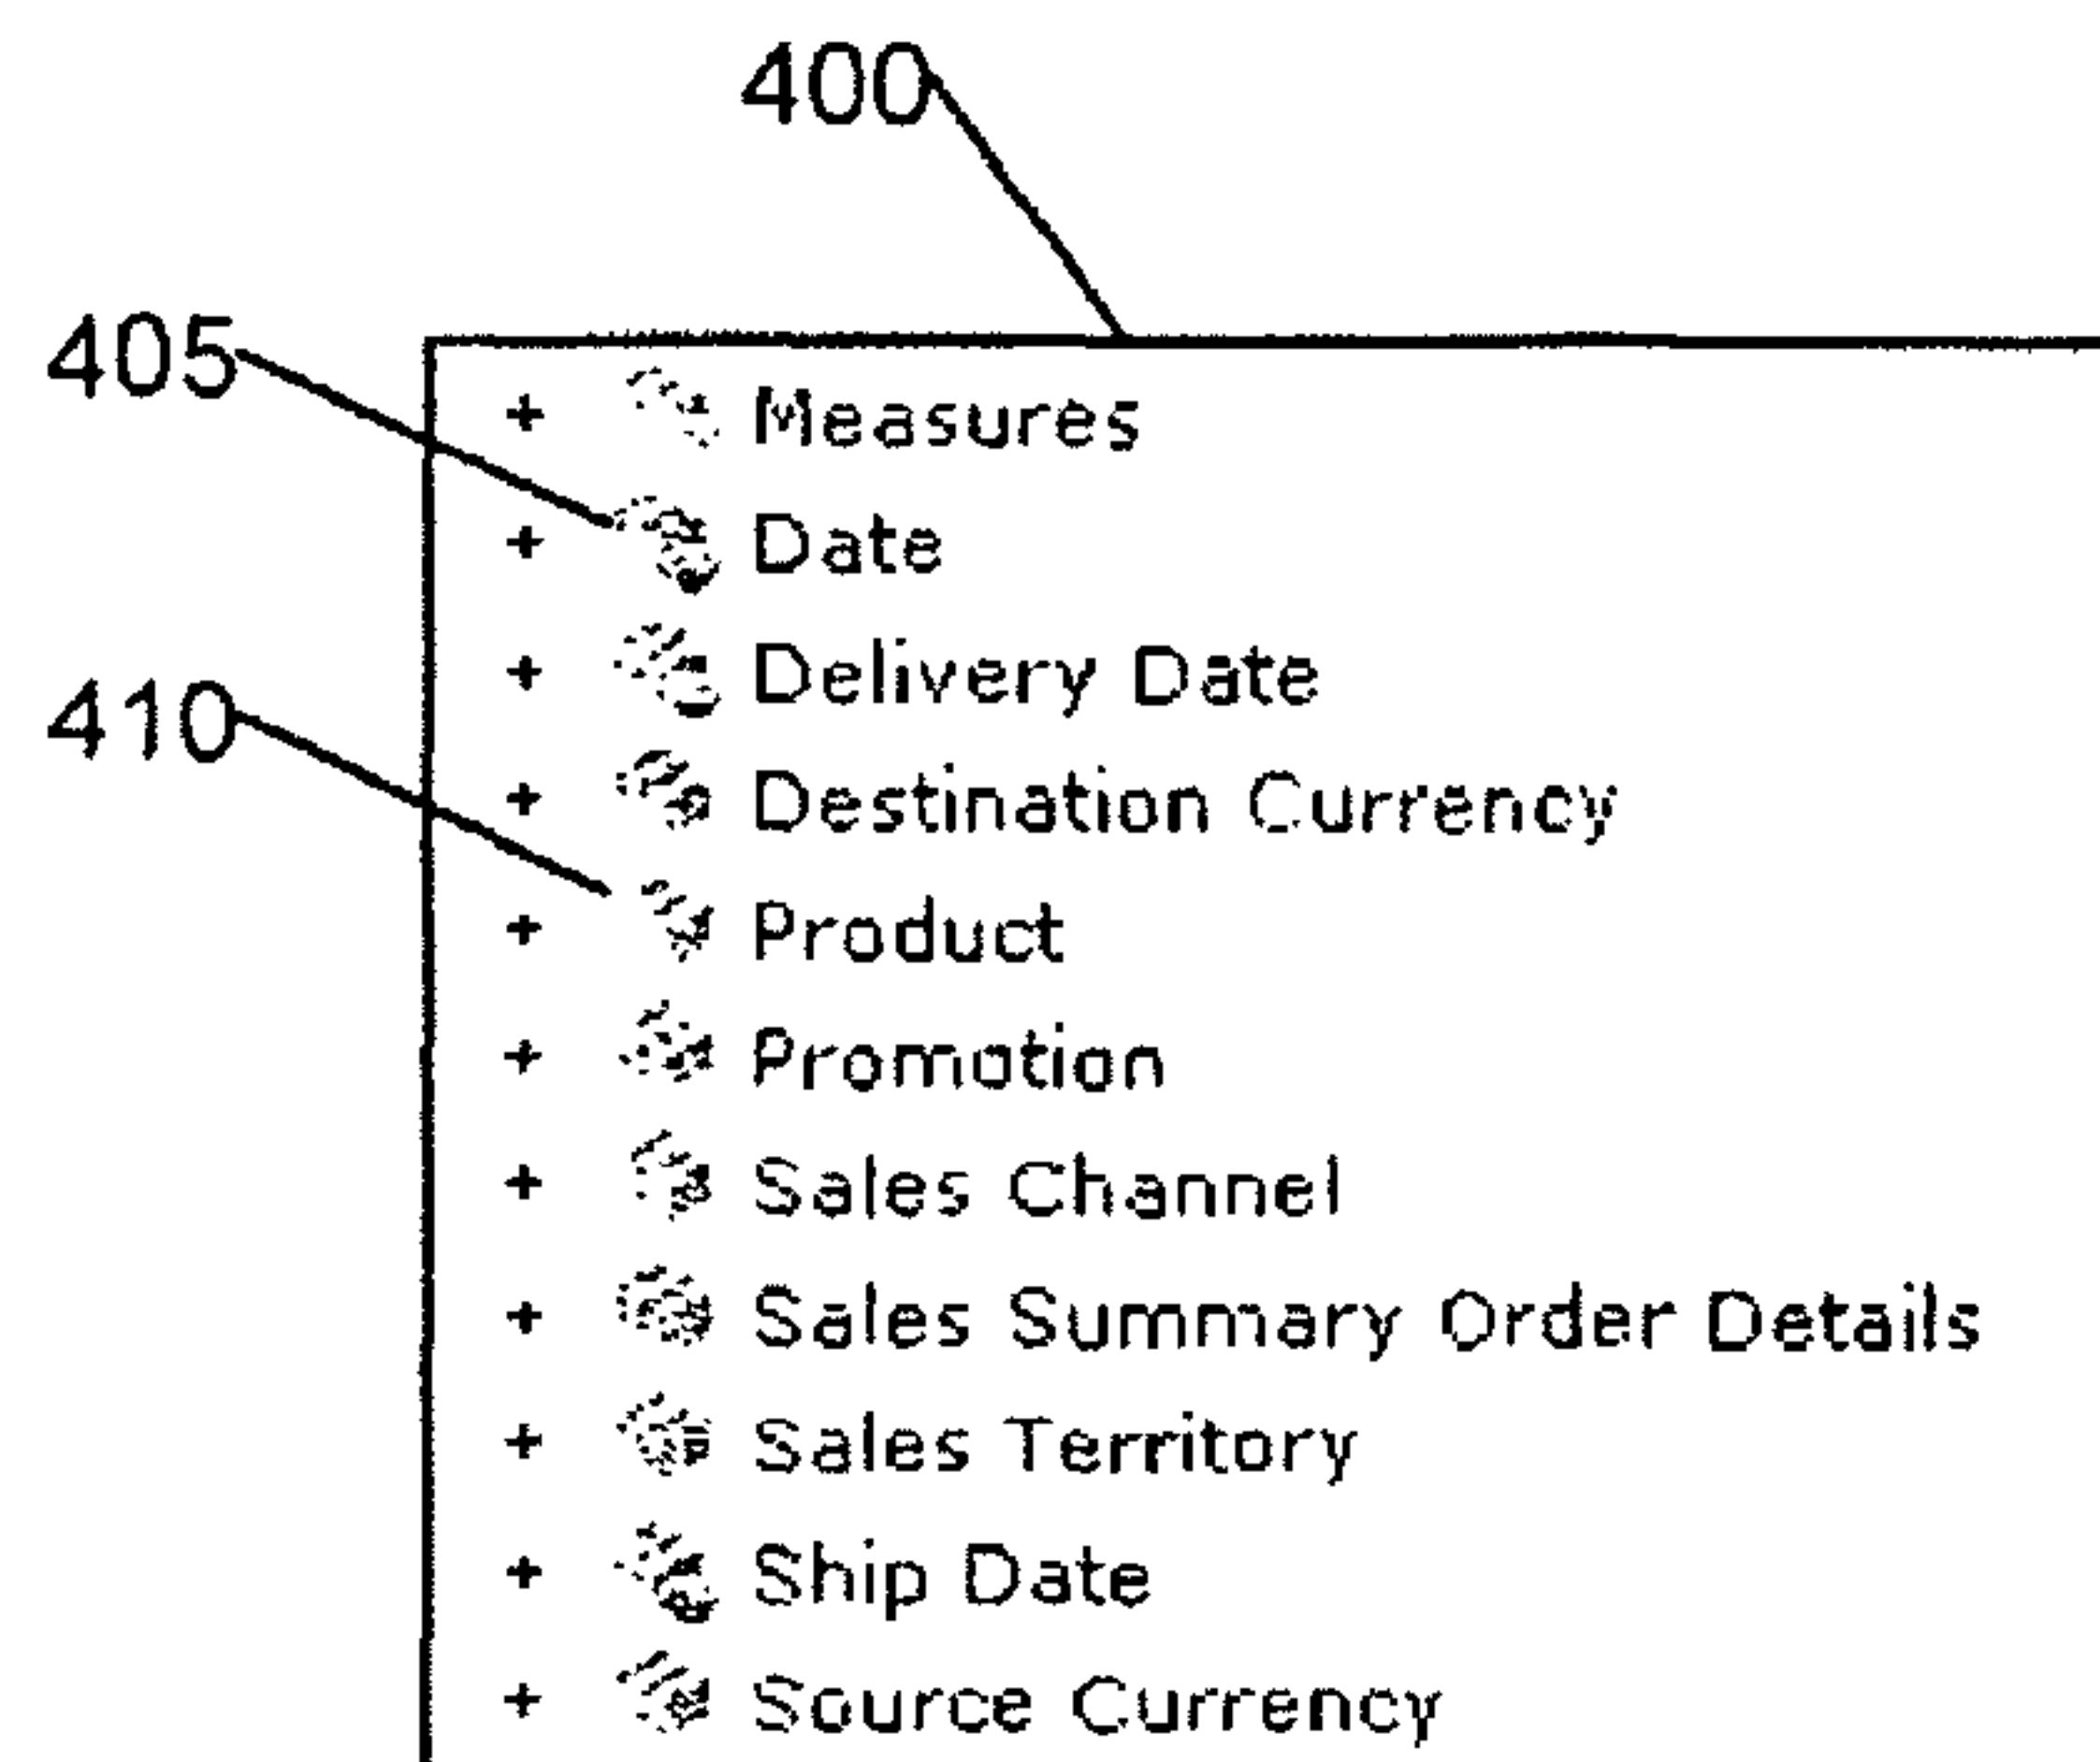 400
405
+ Measures
+ Date
+ Delivery Date
410
+ Destination Currency
+ Product
+ Promotion
+ Sales Channel
+ Sales Summary Order Details
+ Sales Territory
+ Ship Date
+ Source Currency